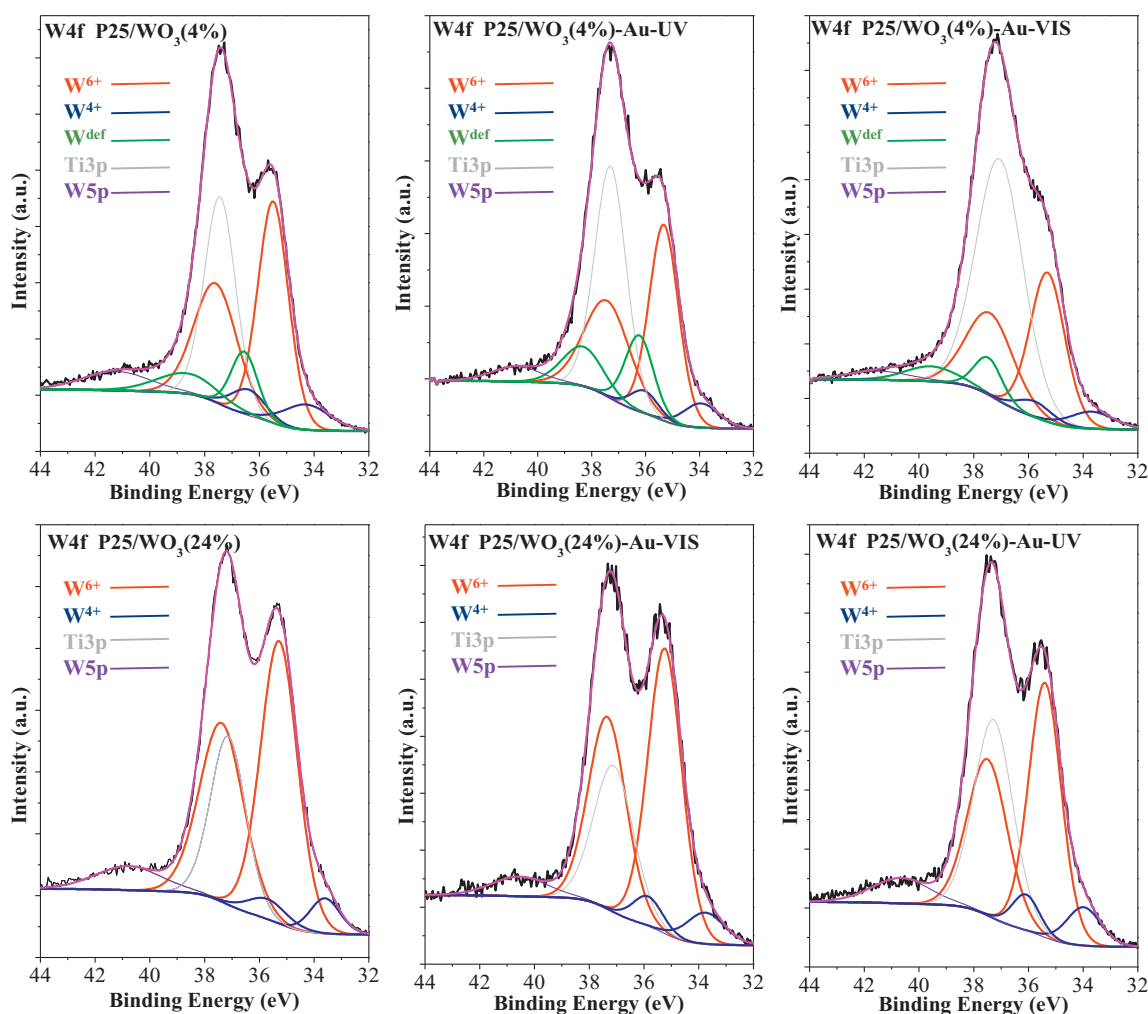 W4f P25/WO₃(4%)
W⁶⁺
W⁴⁺
Wᵈᵉᶠ
Ti3p
W5p
Intensity (a.u.)
44 40 38 36 34 32
Binding Energy (eV)
W4f P25/WO₃(4%)-Au-UV
W⁶⁺
W⁴⁺
Wᵈᵉᶠ
Ti3p
W5p
Intensity (a.u.)
44 40 38 36 34 32
Binding Energy (eV)
W4f P25/WO₃(4%)-Au-VIS
W⁶⁺
W⁴⁺
Wᵈᵉᶠ
Ti3p
W5p
Intensity (a.u.)
44 40 38 36 34 32
Binding Energy (eV)
W4f P25/WO₃(24%)
W⁶⁺
W⁴⁺
Ti3p
W5p
Intensity (a.u.)
44 40 38 36 34 32
Binding Energy (eV)
W4f P25/WO₃(24%)-Au-VIS
W⁶⁺
W⁴⁺
Ti3p
W5p
Intensity (a.u.)
44 40 38 36 34 32
Binding Energy (eV)
W4f P25/WO₃(24%)-Au-UV
W⁶⁺
W⁴⁺
Ti3p
W5p
Intensity (a.u.)
44 40 38 36 34 32
Binding Energy (eV)